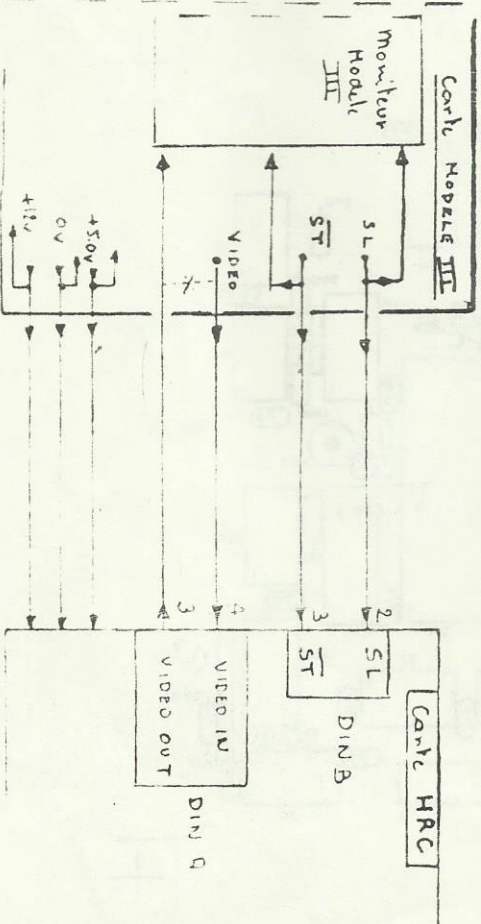 Carte MODELE III
Moniteur
Modèle
III
SL
ST
VIDEO
+5.0v
0v
+12v
Carte HRC
2
SL
3
ST
DIN B
4
VIDEO IN
3
VIDEO OUT
DIN A